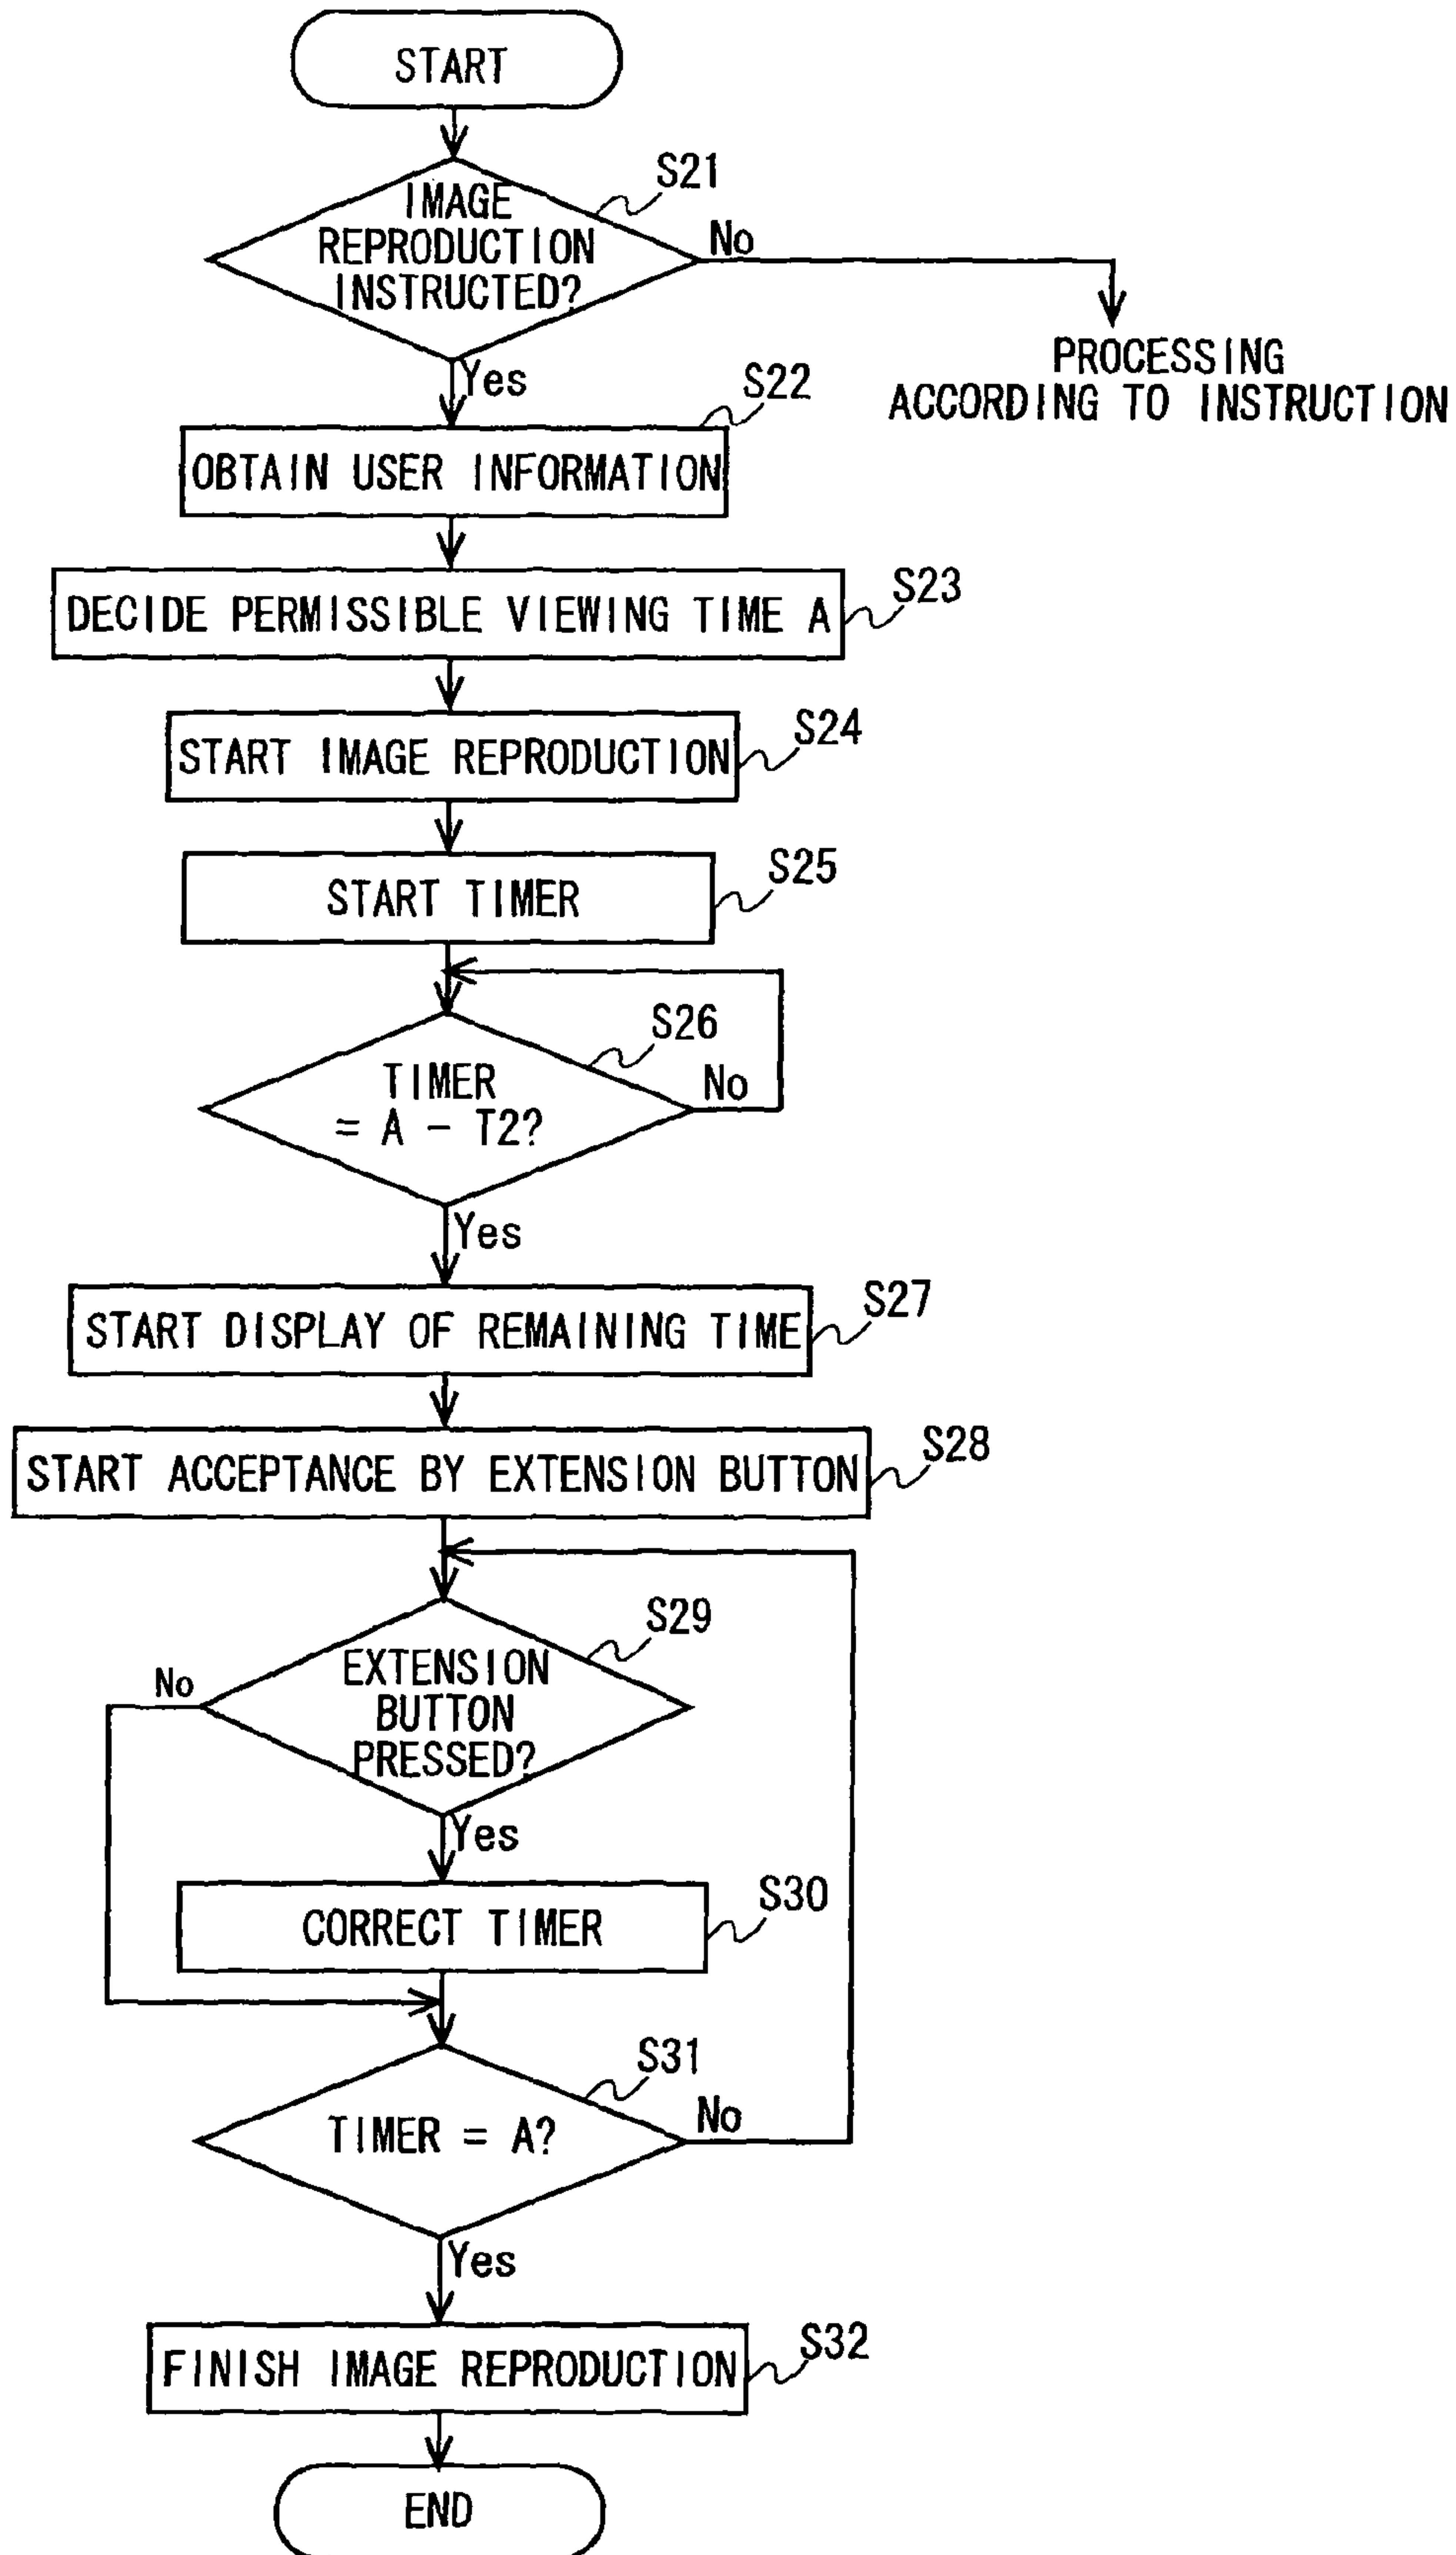 START
S21
IMAGE
REPRODUCTION
INSTRUCTED?
No
PROCESSING
ACCORDING TO INSTRUCTION
Yes
S22
OBTAIN USER INFORMATION
S23
DECIDE PERMISSIBLE VIEWING TIME A
S24
START IMAGE REPRODUCTION
S25
START TIMER
S26
TIMER
= A - T2?
No
Yes
S27
START DISPLAY OF REMAINING TIME
S28
START ACCEPTANCE BY EXTENSION BUTTON
S29
EXTENSION
BUTTON
PRESSED?
No
Yes
S30
CORRECT TIMER
S31
TIMER = A?
No
Yes
S32
FINISH IMAGE REPRODUCTION
END